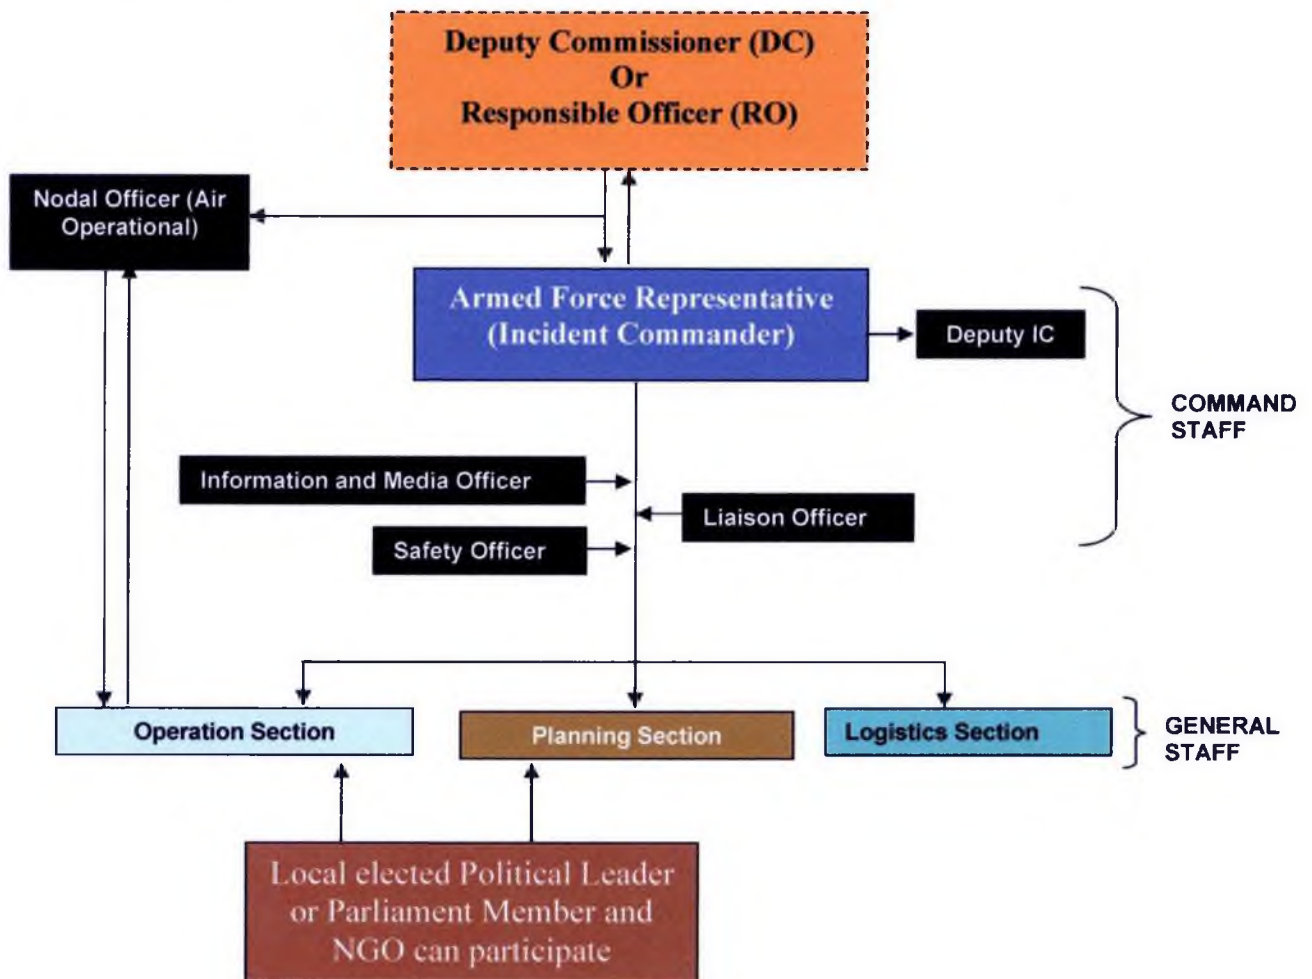 Deputy Commissioner (DC)
Or
Responsible Officer (RO)
Nodal Officer (Air
Operational)
Armed Force Representative
(Incident Commander)
Deputy IC
COMMAND
STAFF
Information and Media Officer
Liaison Officer
Safety Officer
Operation Section
Planning Section
Logistics Section
GENERAL
STAFF
Local elected Political Leader
or Parliament Member and
NGO can participate